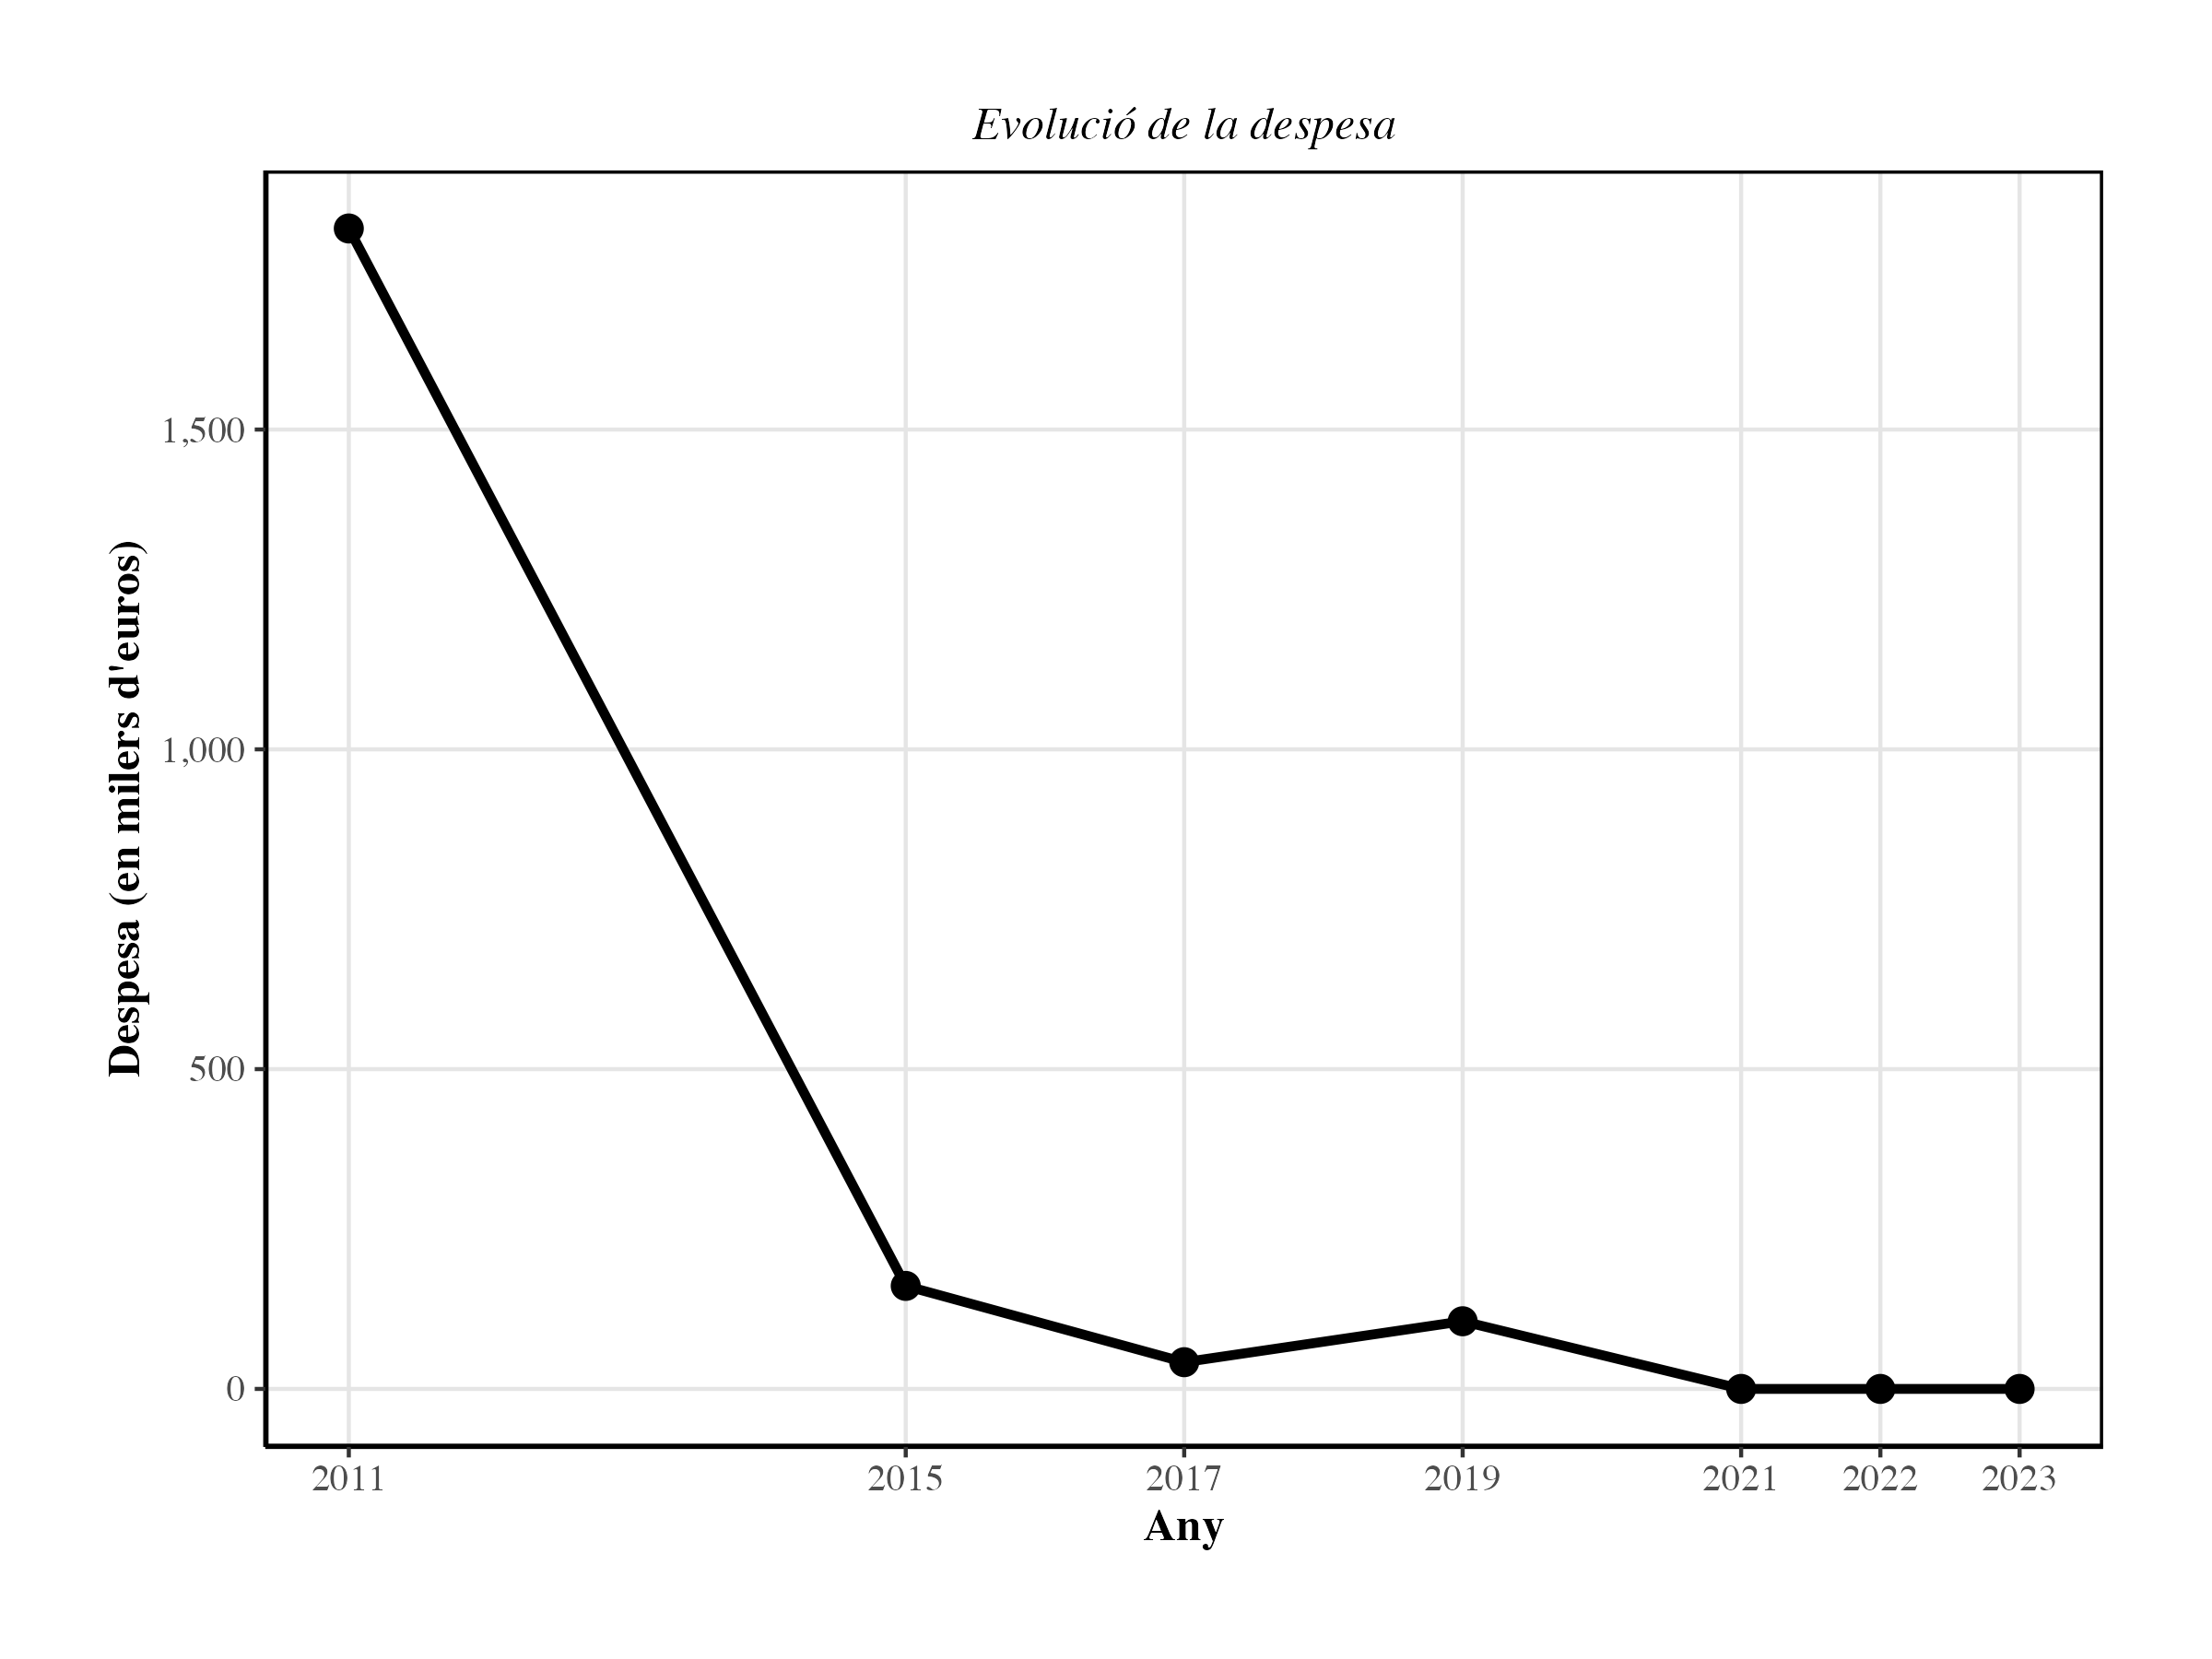 Evolució de la despesa
Despesa (en milers d'euros)
1,500
1,000
500
0
2011 2015 2017 2019 2021 2022 2023
Any